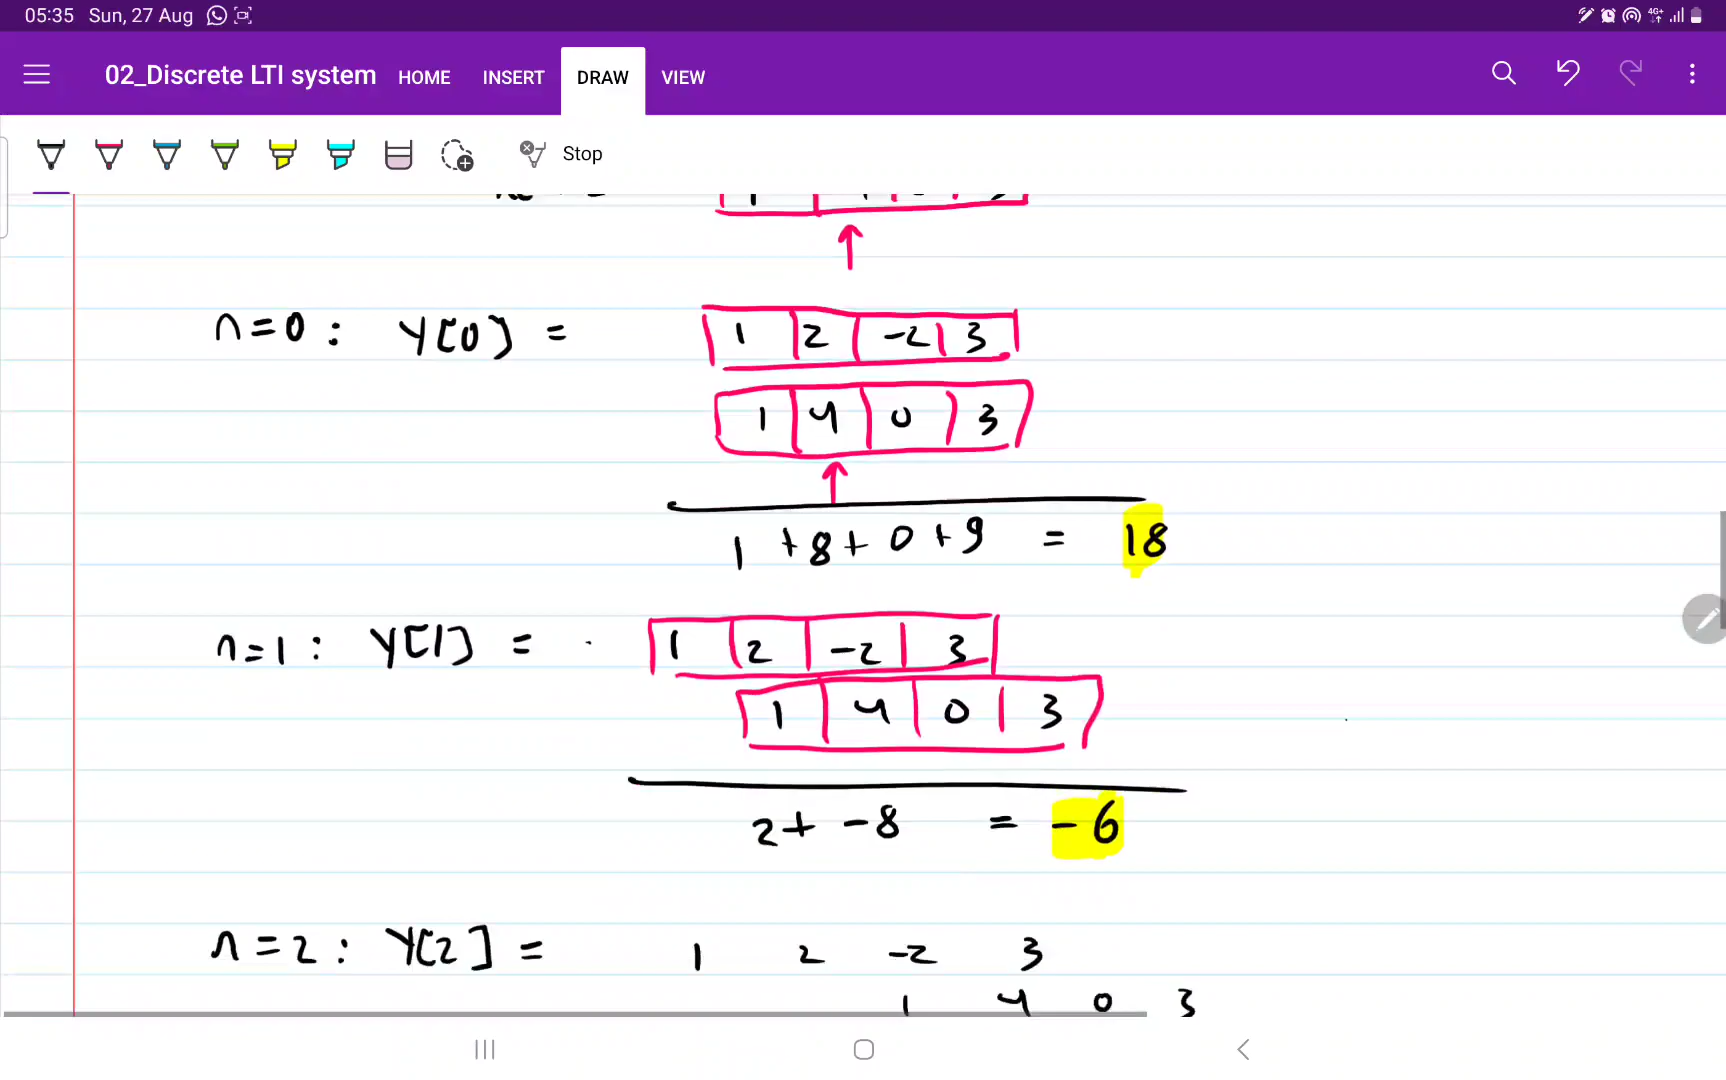 05:35 Sun, 27 Aug 4G+
02_Discrete LTI system HOME INSERT DRAW VIEW
Stop
n=0 : Y[0] = 1 2 -2 3
1 4 0 3
1 +8+ 0 +9 = 18
n=1 : Y[1] = 1 2 -2 3
1 4 0 3
2+ -8 = -6
n=2 : Y[2] = 1 2 -2 3
1 4 0 3